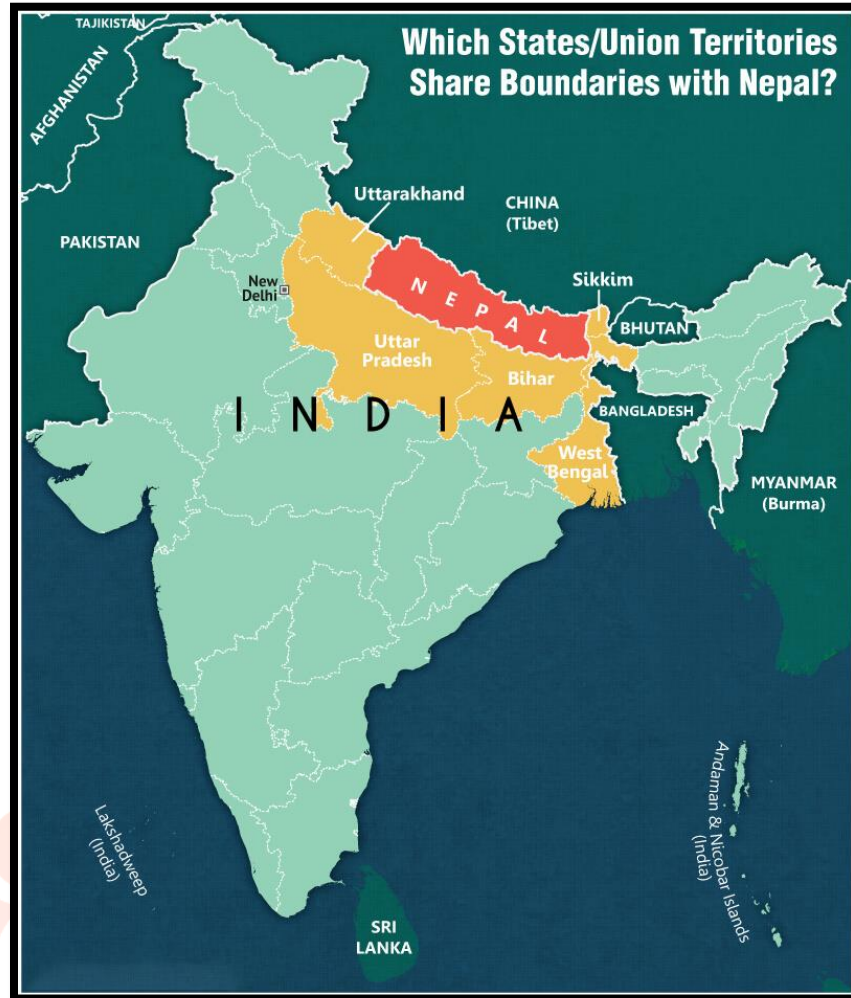 Which States/Union Territories
Share Boundaries with Nepal?
TAJIKISTAN
AFGHANISTAN
PAKISTAN
Uttarakhand
CHINA
(Tibet)
New
Delhi
NEPAL
Sikkim
BHUTAN
Uttar
Pradesh
Bihar
INDIA
BANGLADESH
West
Bengal
MYANMAR
(Burma)
Lakshadweep
(India)
Andaman & Nicobar Islands
(India)
SRI
LANKA